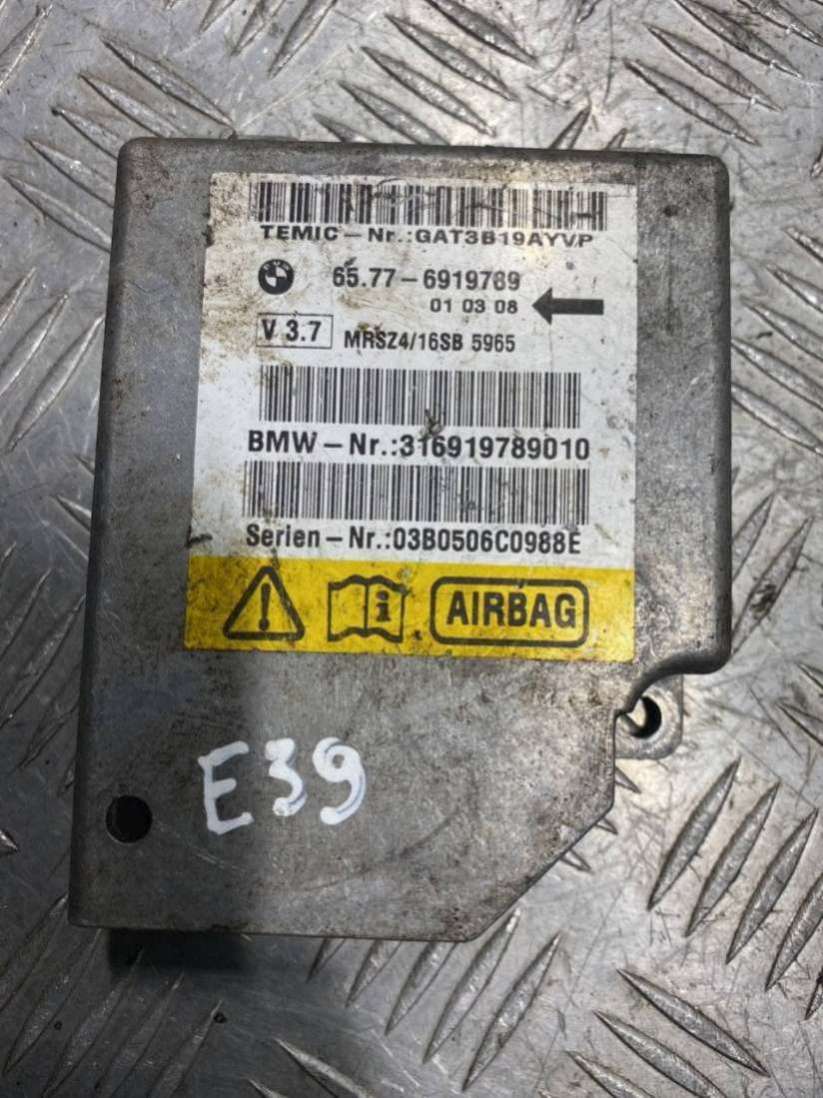 TEMIC-Nr.:GAT3B19AYVP
65.77-6919789
01 03 08
V 3.7
MRSZ4/16SB 5965
BMW-Nr.:316919789010
Serien-Nr.:03B0506C0988E
AIRBAG
E39